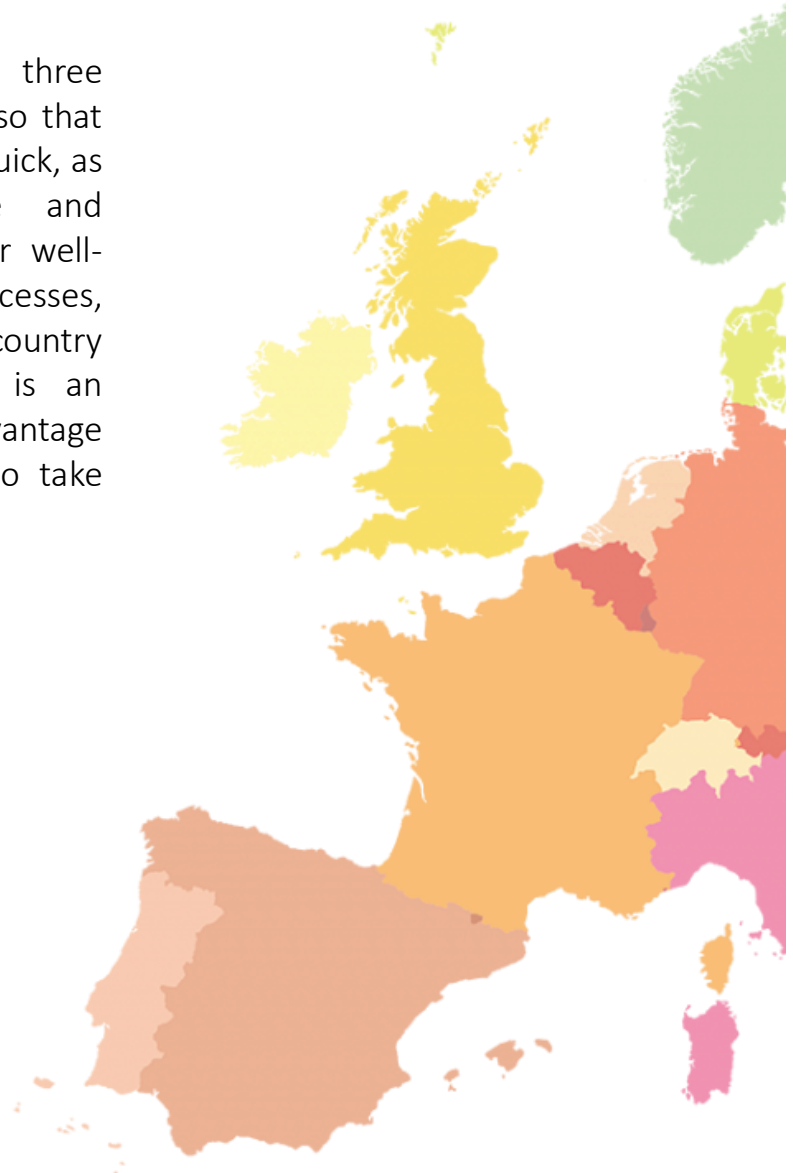 three
so that
uick, as
and
r well-
cesses,
country
is an
vantage
o take